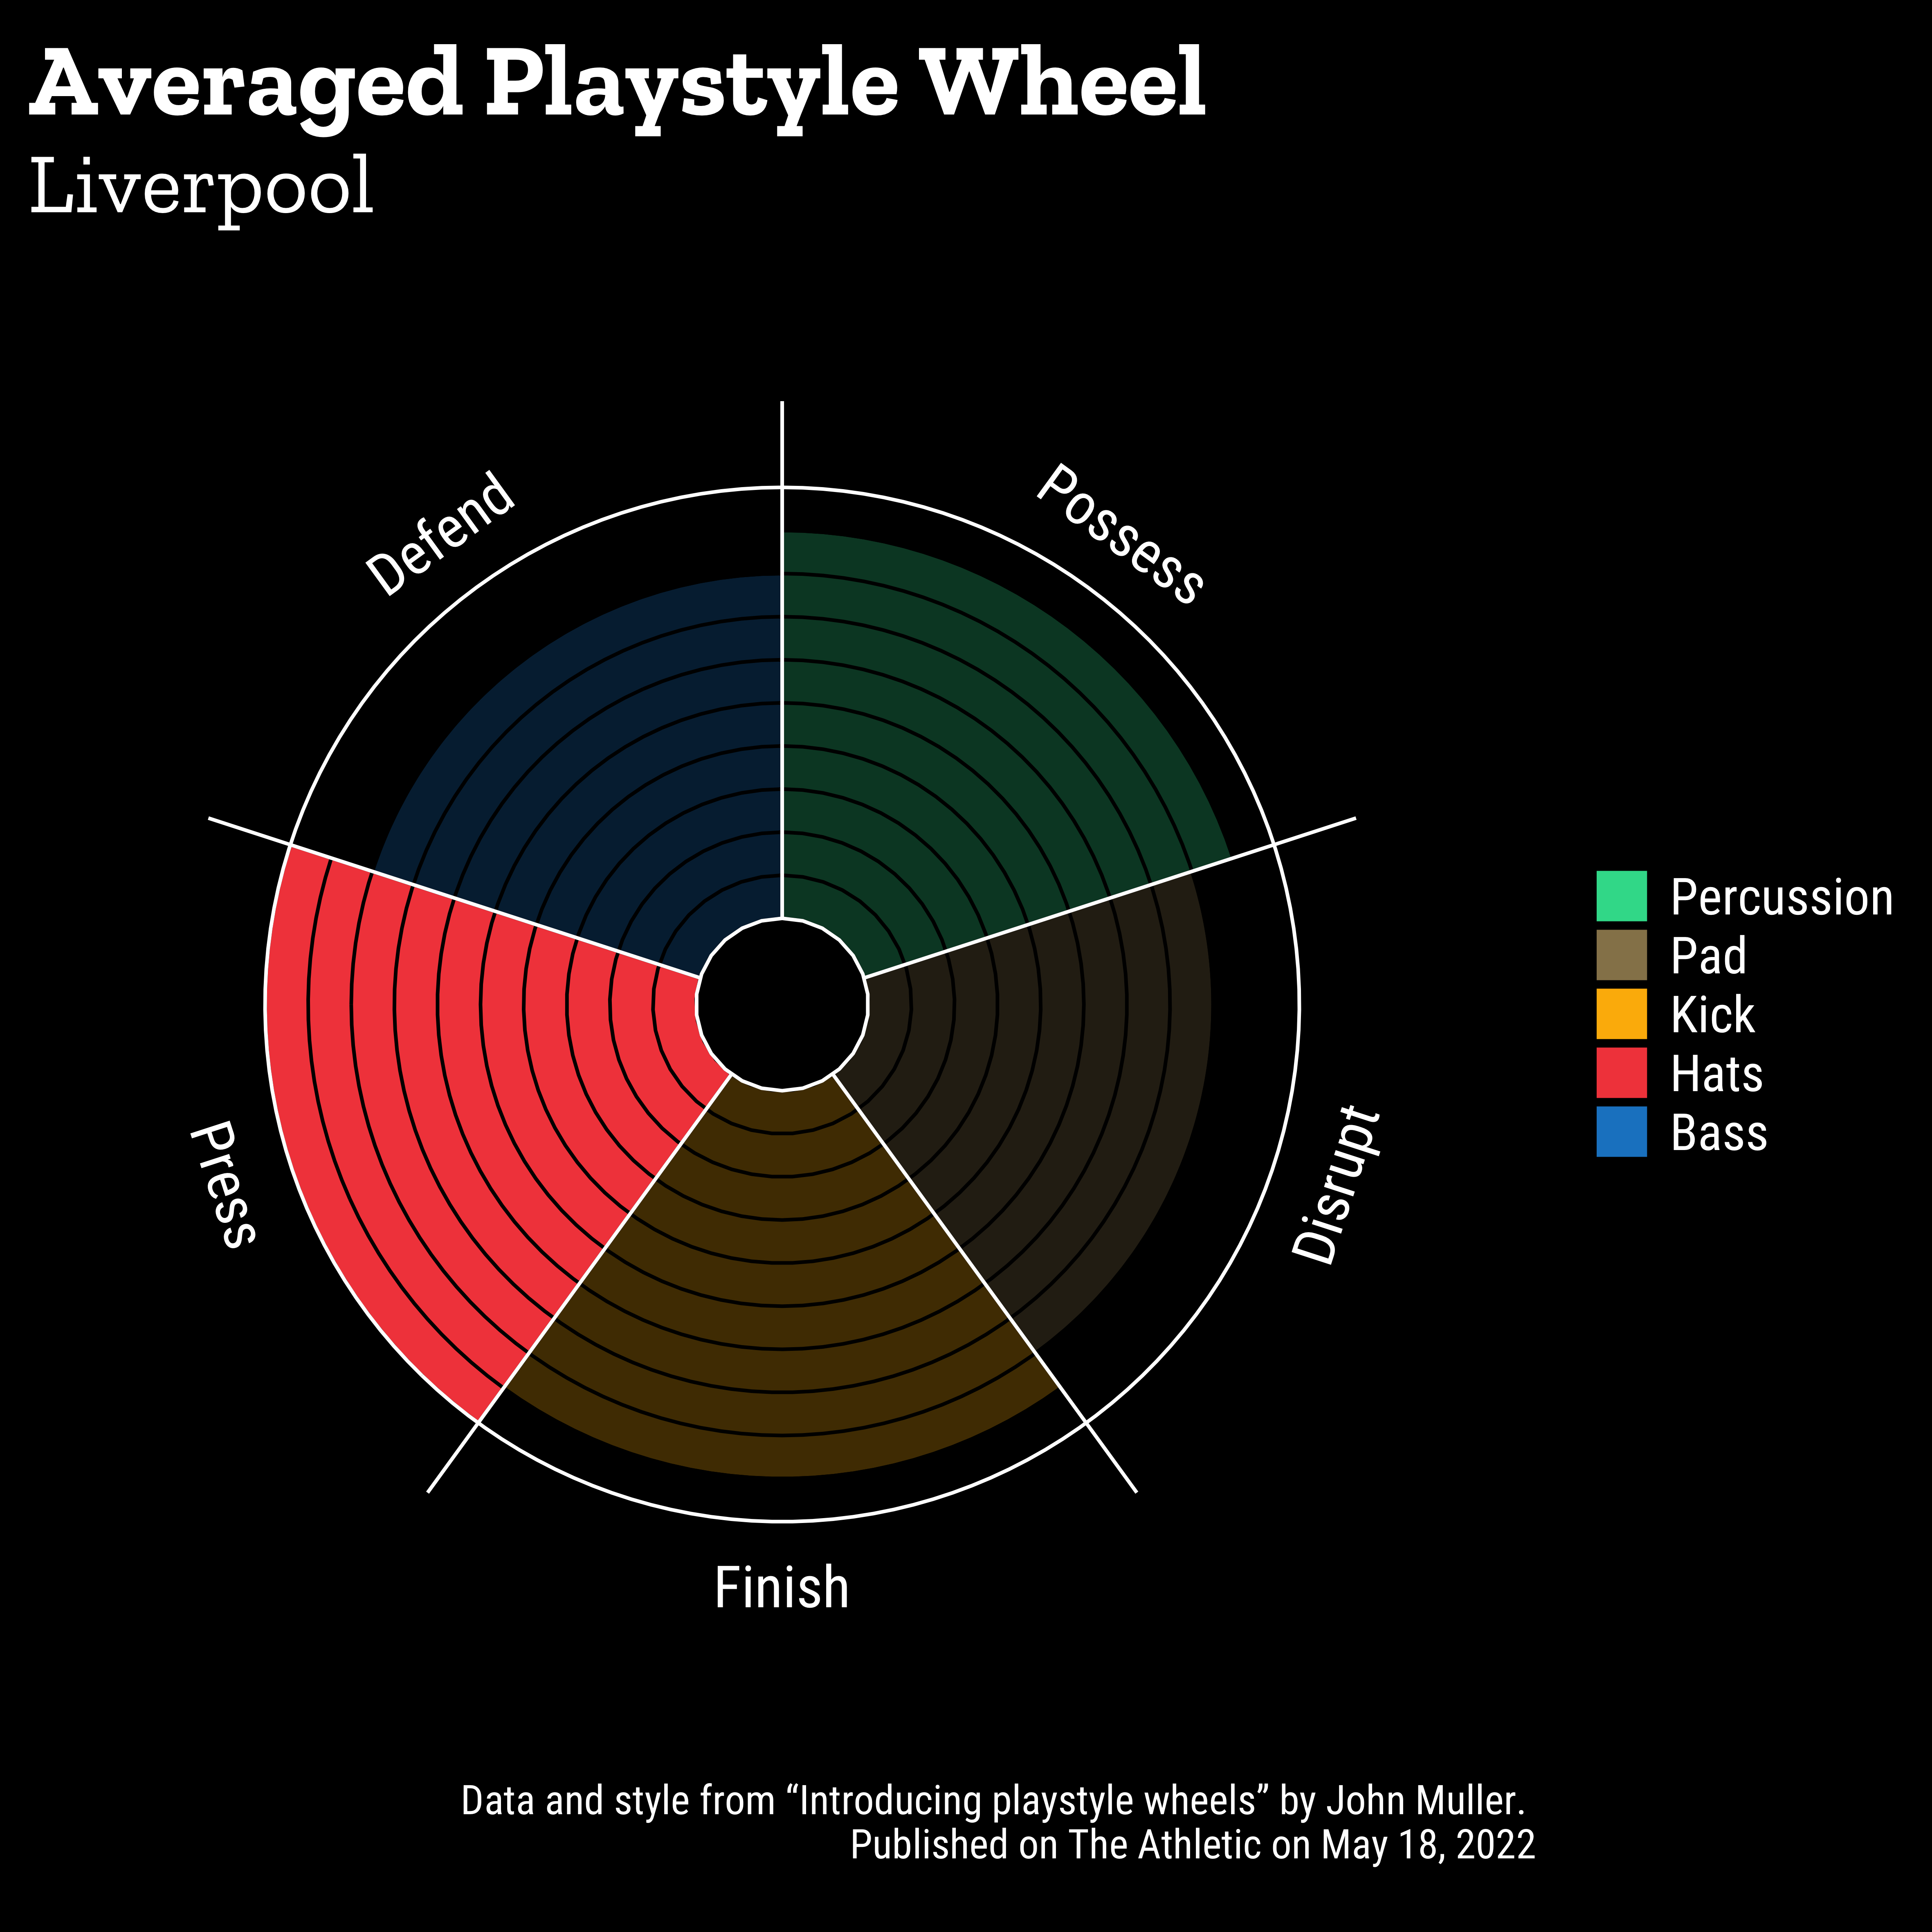 Averaged Playstyle Wheel
Liverpool
Defend
Possess
Press
Disrupt
Finish
Percussion
Pad
Kick
Hats
Bass
Data and style from “Introducing playstyle wheels” by John Muller.
Published on The Athletic on May 18, 2022